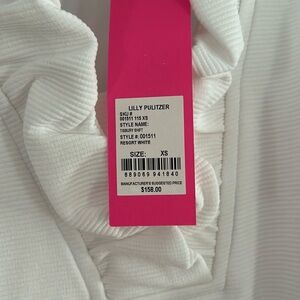 LILLY PULITZER
SKU #
001511 115 XS
STYLE NAME:
TISBURY SHIFT
STYLE #: 001511
RESORT WHITE
SIZE: XS
889069 941840
MANUFACTURER'S SUGGESTED PRICE
$158.00